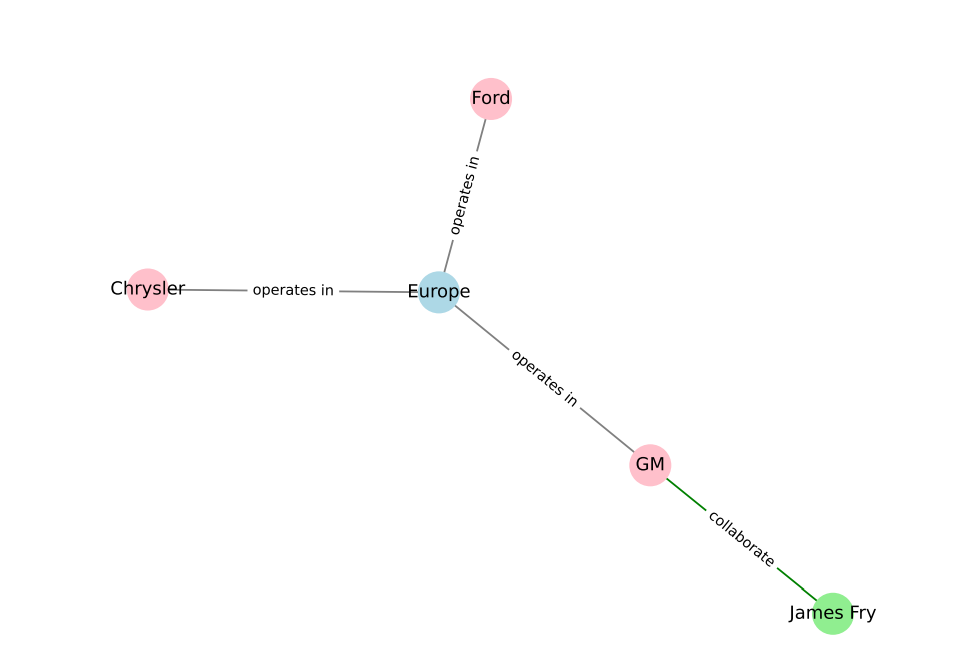 Ford
operates in
Chrysler
operates in
Europe
operates in
GM
collaborate
James Fry